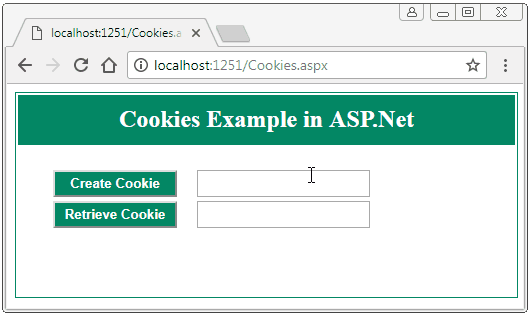 localhost:1251/Cookies.a
localhost:1251/Cookies.aspx
Cookies Example in ASP.Net
Create Cookie
Retrieve Cookie